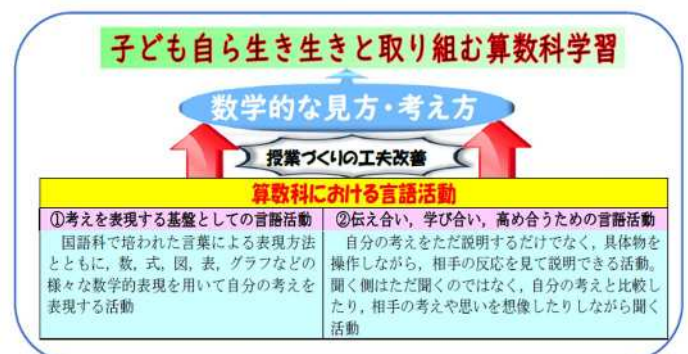 子ども自ら生き生きと取り組む算数科学習
数学的な見方・考え方
授業づくりの工夫改善
算数科における言語活動
①考えを表現する基盤としての言語活動
国語科で培われた言葉による表現方法
とともに，数，式，図，表，グラフなどの
様々な数学的表現を用いて自分の考えを
表現する活動
②伝え合い，学び合い，高め合うための言語活動
自分の考えをただ説明するだけでなく，具体物を
操作しながら，相手の反応を見て説明できる活動。
聞く側はただ聞くのではなく，自分の考えと比較し
たり，相手の考えや思いを想像したりしながら聞く
活動